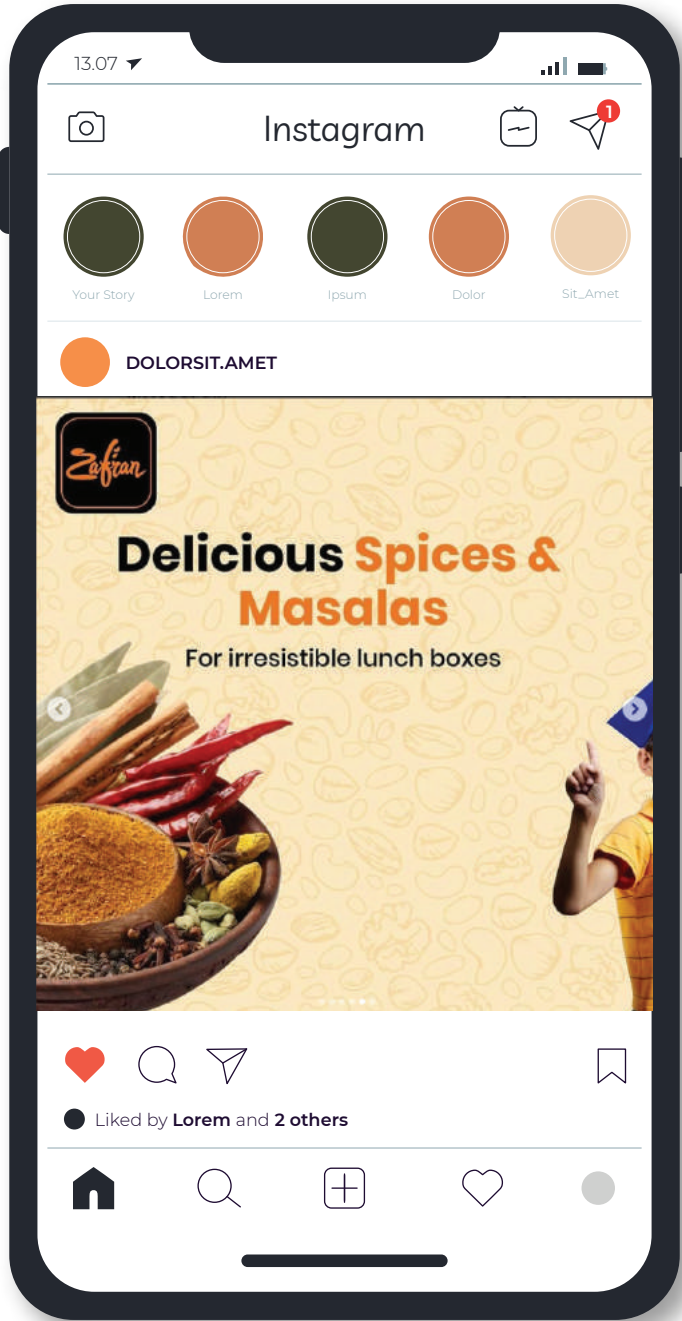 13.07
Instagram
1
Your Story Lorem Ipsum Dolor Sit_Amet
DOLORSIT.AMET
Zafran
Delicious Spices &
Masalas
For irresistible lunch boxes
Liked by Lorem and 2 others